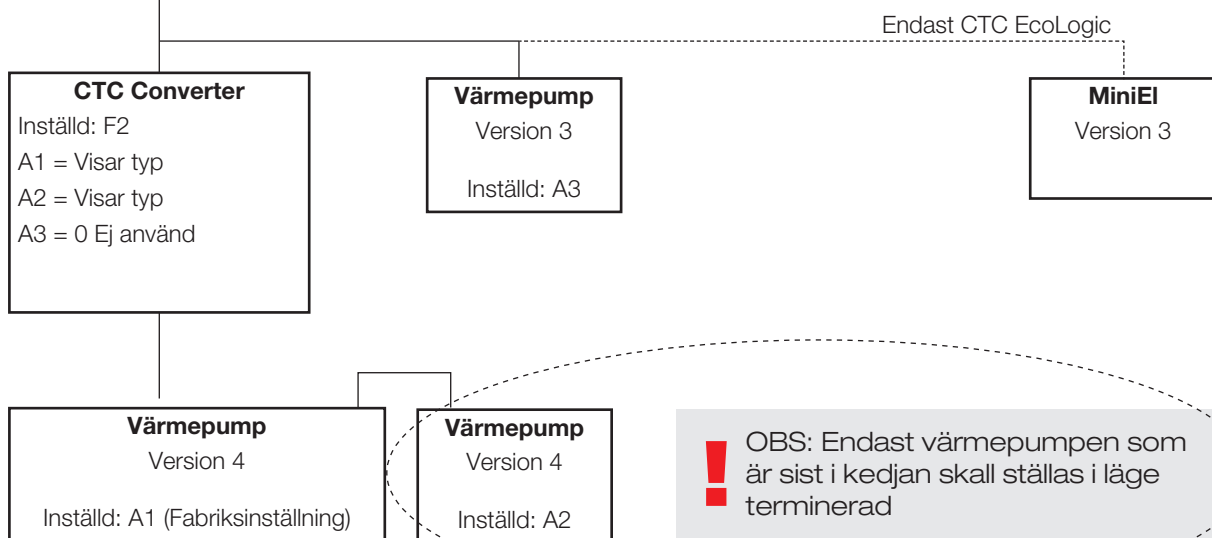 Endast CTC EcoLogic
CTC Converter
Inställd: F2
A1 = Visar typ
A2 = Visar typ
A3 = 0 Ej använd
Värmepump
Version 3
Inställd: A3
MiniEl
Version 3
Värmepump
Version 4
Inställd: A1 (Fabriksinställning)
Värmepump
Version 4
Inställd: A2
! OBS: Endast värmepumpen som
är sist i kedjan skall ställas i läge
terminerad